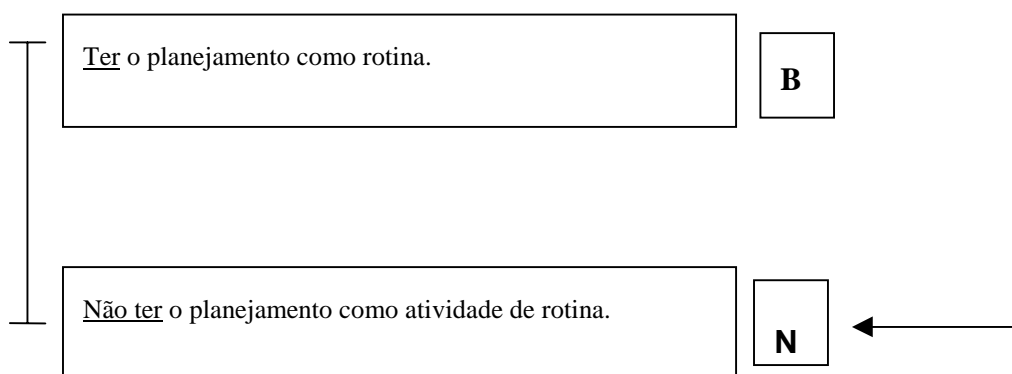 Ter o planejamento como rotina.
B
Não ter o planejamento como atividade de rotina.
N